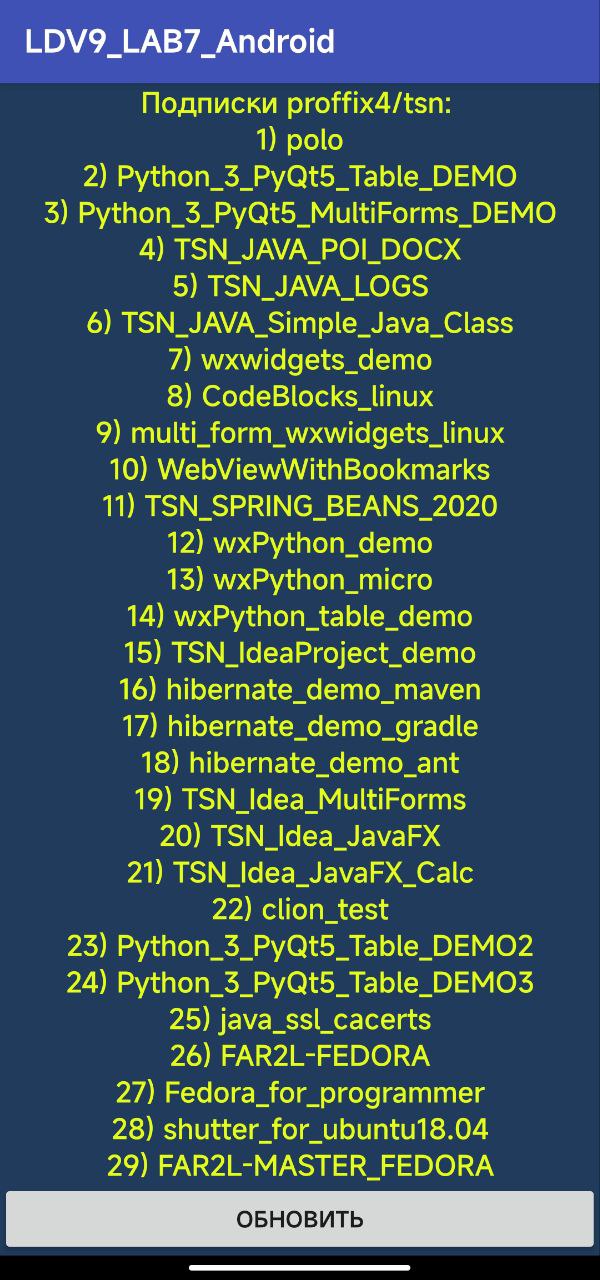 LDV9_LAB7_Android
Подписки proffix4/tsn:
1) polo
2) Python_3_PyQt5_Table_DEMO
3) Python_3_PyQt5_MultiForms_DEMO
4) TSN_JAVA_POI_DOCX
5) TSN_JAVA_LOGS
6) TSN_JAVA_Simple_Java_Class
7) wxwidgets_demo
8) CodeBlocks_linux
9) multi_form_wxwidgets_linux
10) WebViewWithBookmarks
11) TSN_SPRING_BEANS_2020
12) wxPython_demo
13) wxPython_micro
14) wxPython_table_demo
15) TSN_IdeaProject_demo
16) hibernate_demo_maven
17) hibernate_demo_gradle
18) hibernate_demo_ant
19) TSN_Idea_MultiForms
20) TSN_Idea_JavaFX
21) TSN_Idea_JavaFX_Calc
22) clion_test
23) Python_3_PyQt5_Table_DEMO2
24) Python_3_PyQt5_Table_DEMO3
25) java_ssl_cacerts
26) FAR2L-FEDORA
27) Fedora_for_programmer
28) shutter_for_ubuntu18.04
29) FAR2L-MASTER_FEDORA
ОБНОВИТЬ